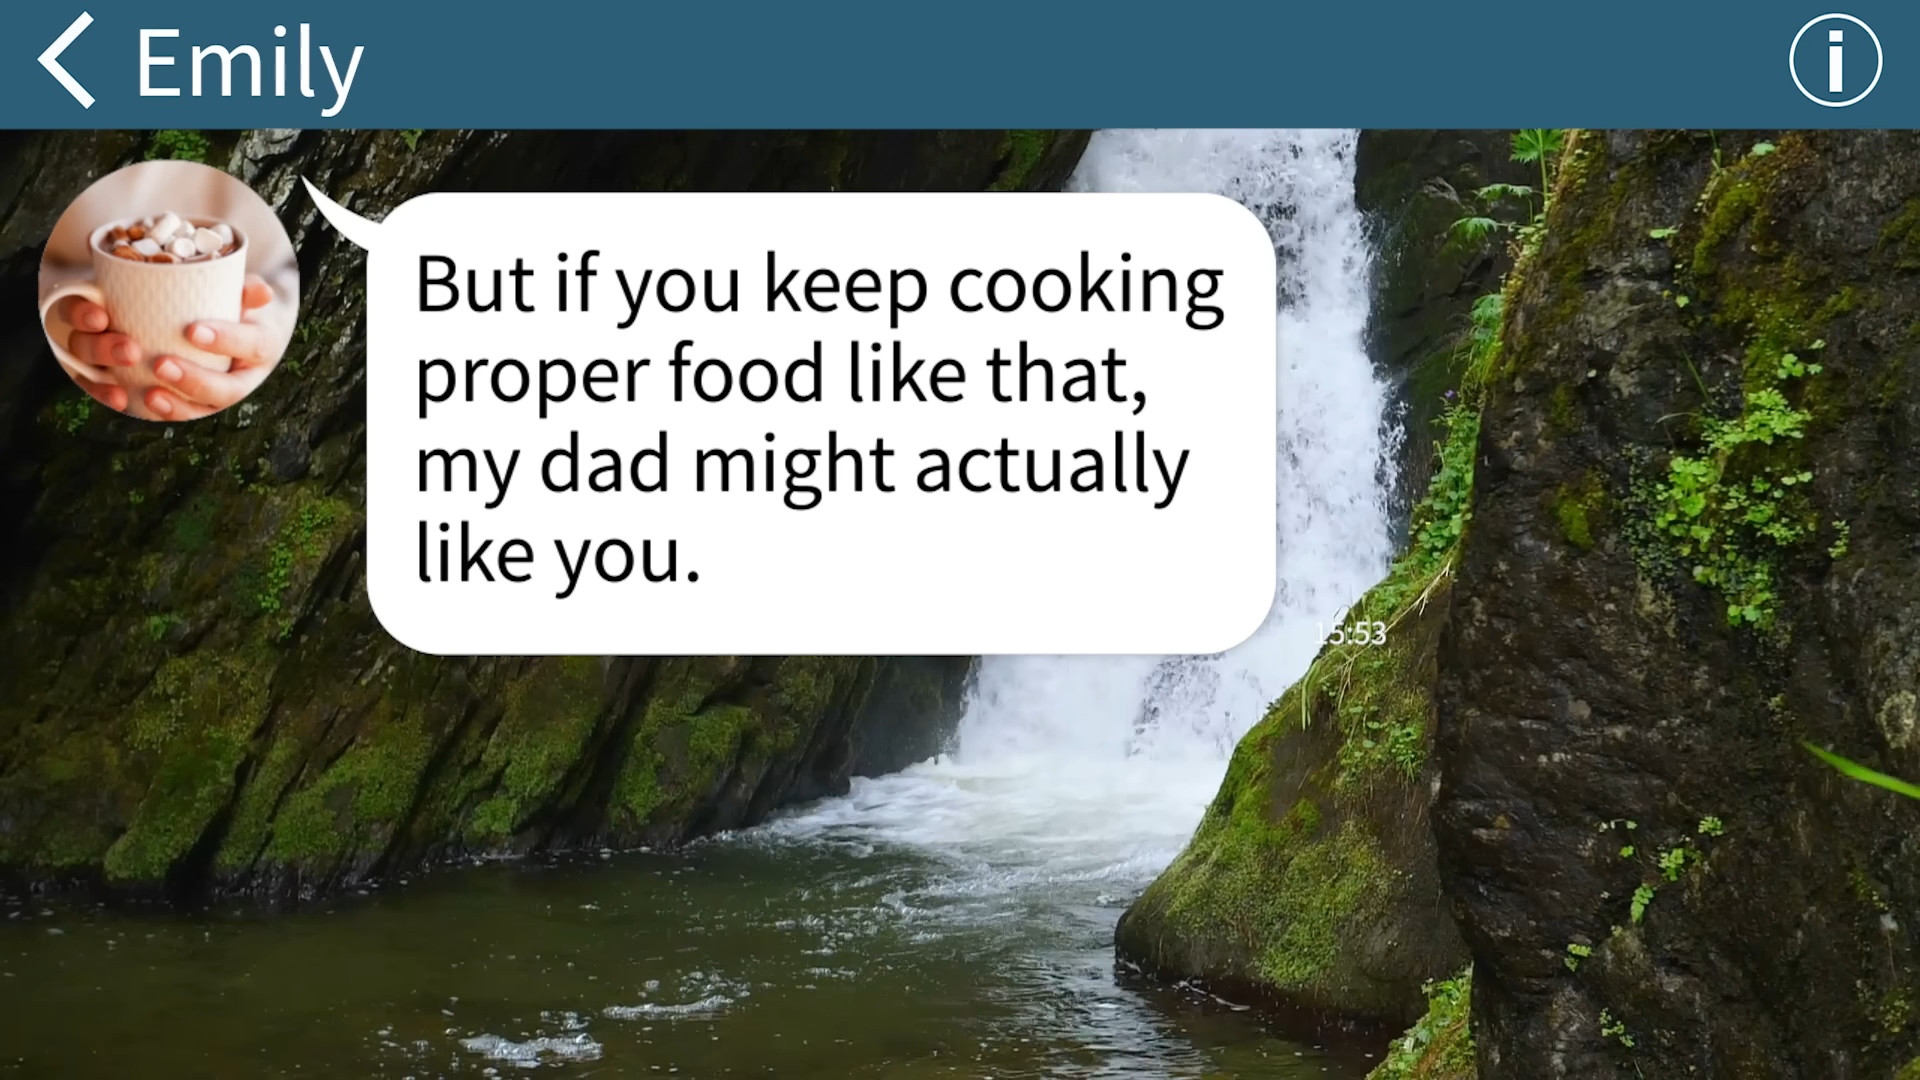 Emily
But if you keep cooking
proper food like that,
my dad might actually
like you.
15:53